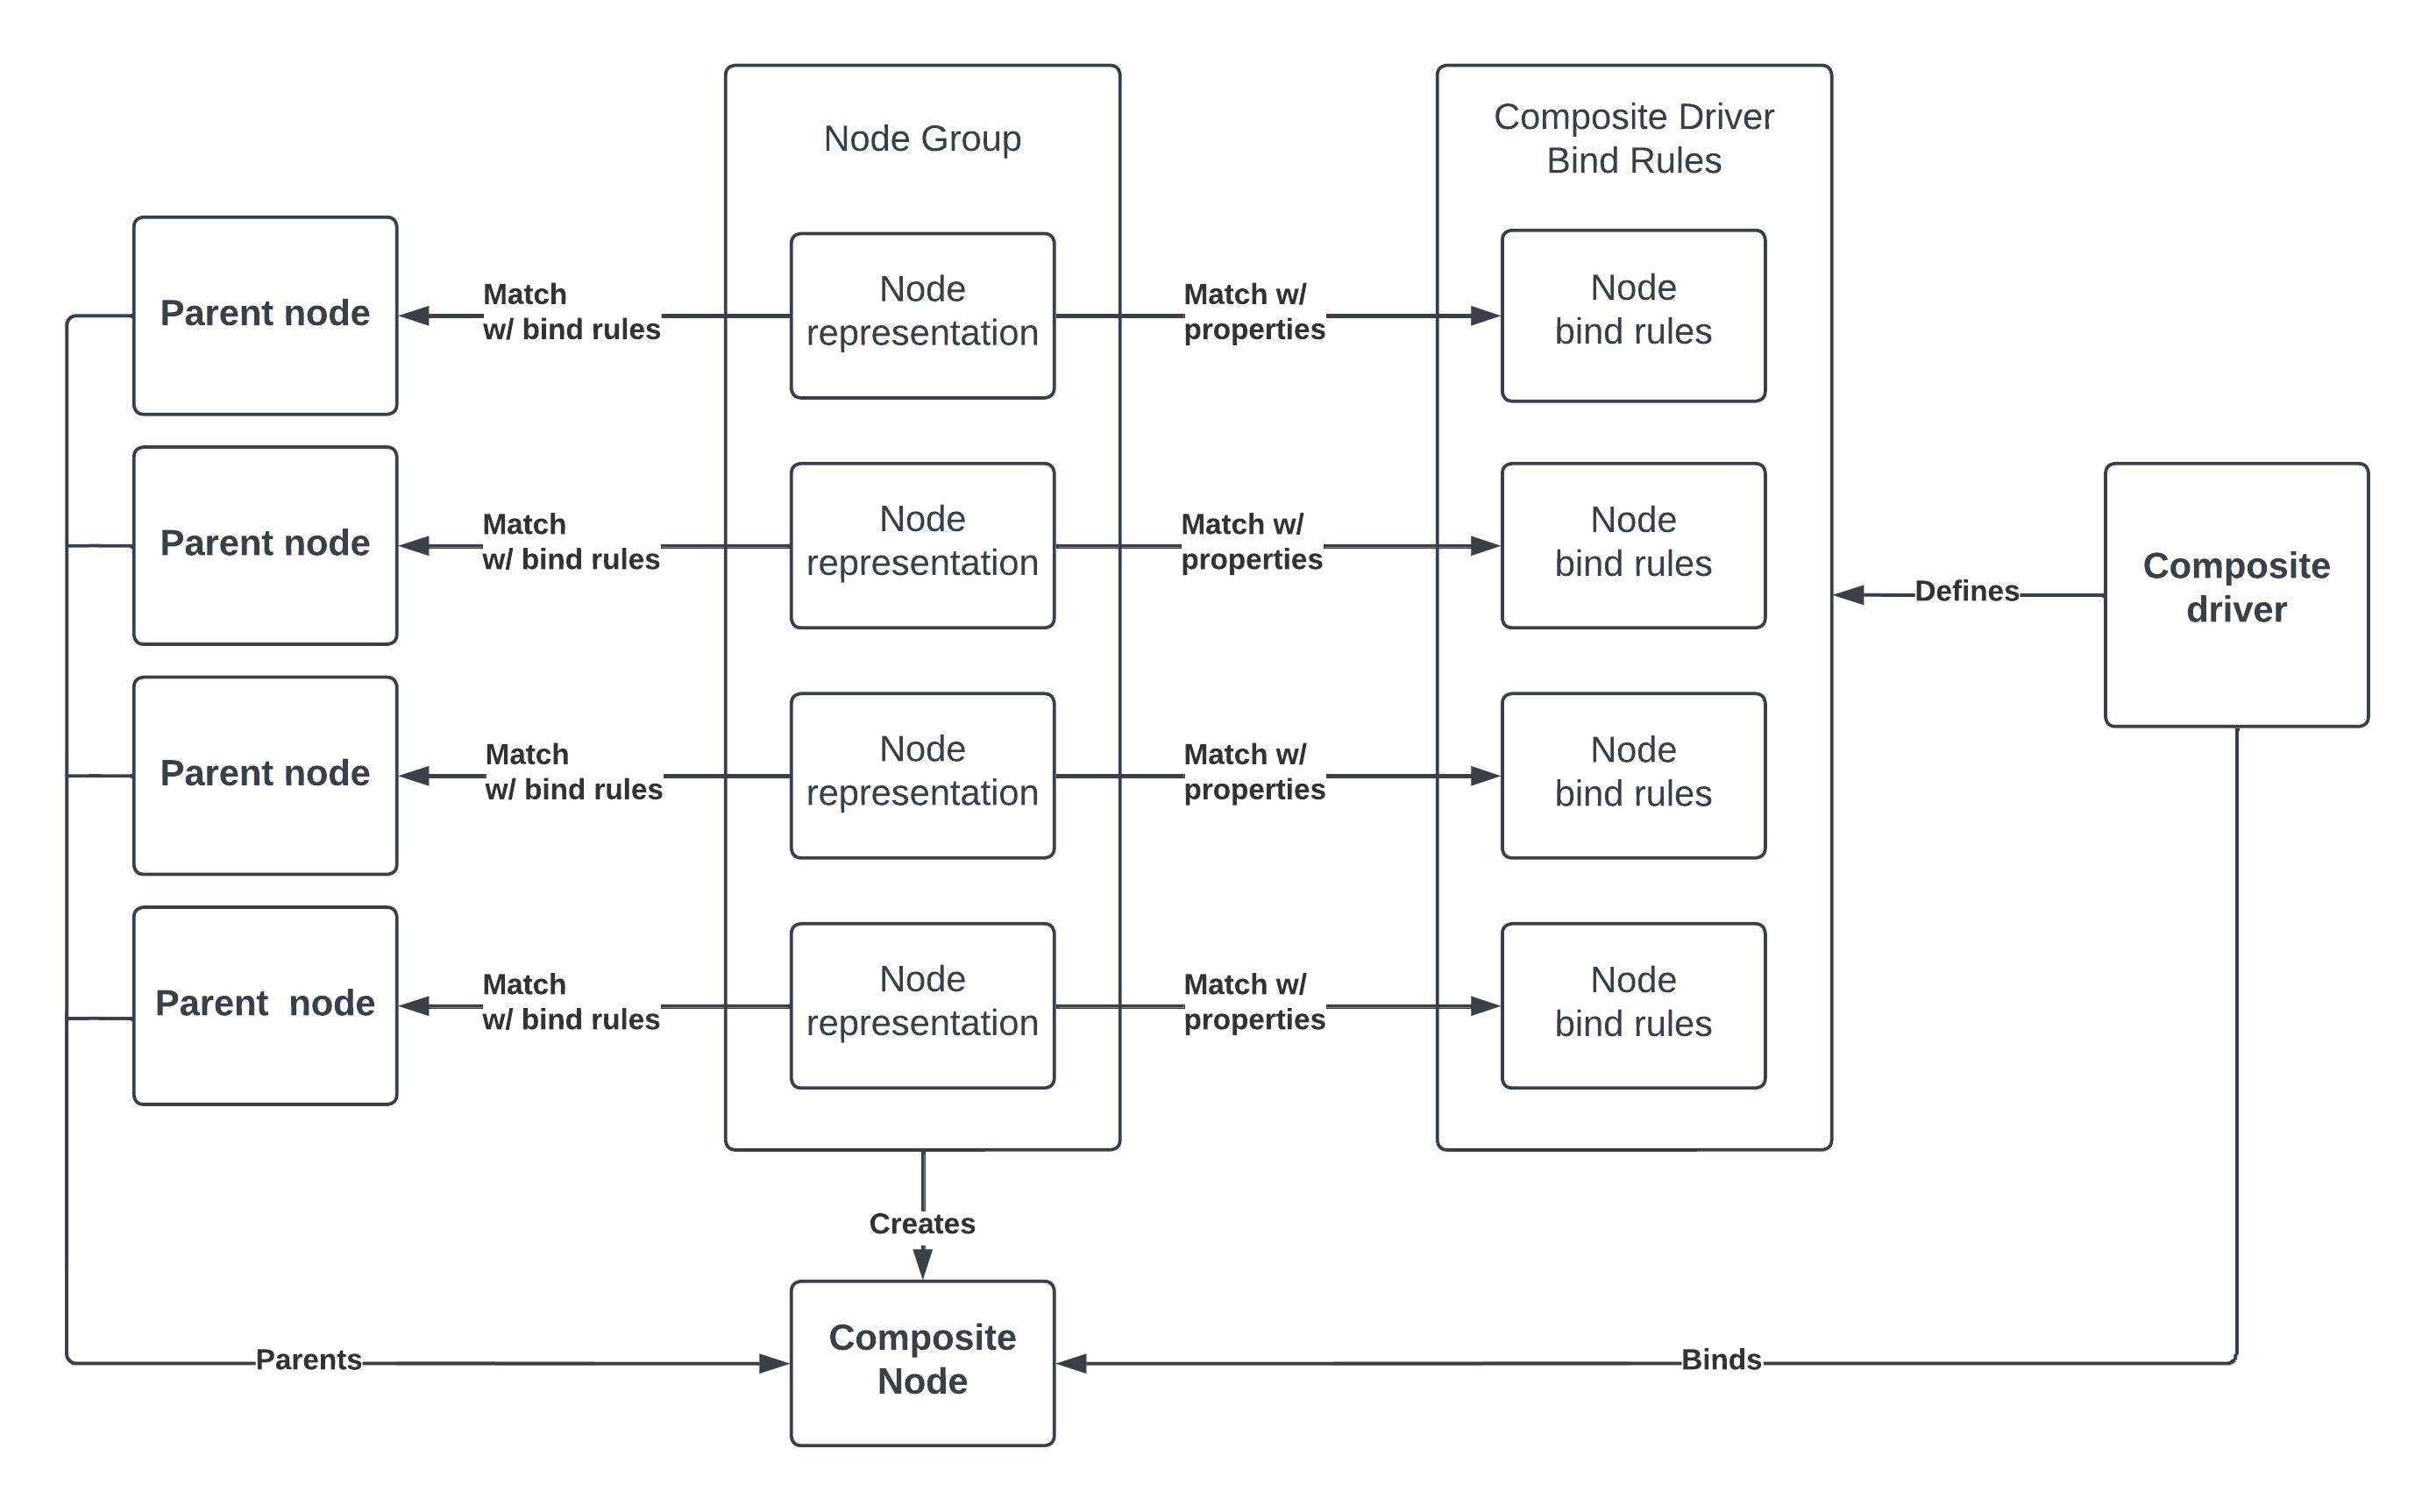 Node Group
Composite Driver
Bind Rules
Parent node
Match
w/ bind rules
Node
representation
Match w/
properties
Node
bind rules
Parent node
Match
w/ bind rules
Node
representation
Match w/
properties
Node
bind rules
Defines
Composite
driver
Parent node
Match
w/ bind rules
Node
representation
Match w/
properties
Node
bind rules
Parent  node
Match
w/ bind rules
Node
representation
Match w/
properties
Node
bind rules
Creates
Parents
Composite
Node
Binds